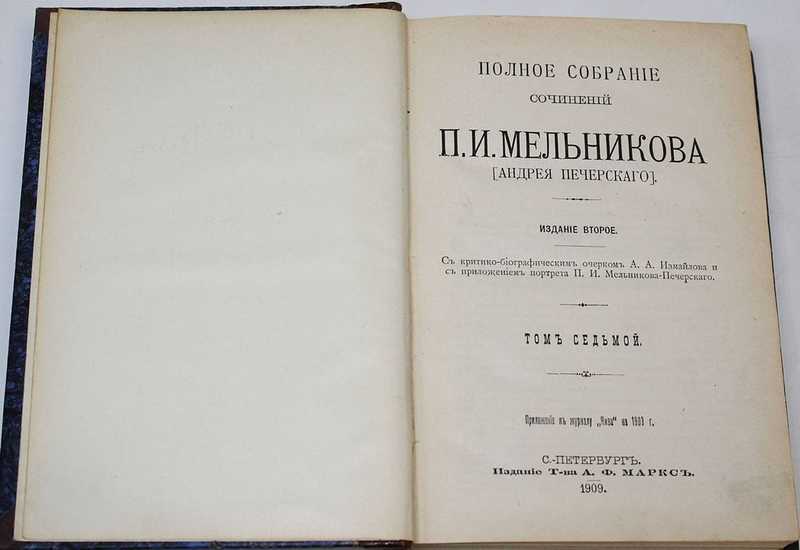 ПОЛНОЕ СОБРАНІЕ
СОЧИНЕНІЙ
П. И. МЕЛЬНИКОВА
[АНДРЕЯ ПЕЧЕРСКАГО].
ИЗДАНІЕ ВТОРОЕ.
Съ критико-біографическимъ очеркомъ А. А. Измайлова и
съ приложеніемъ портрета П. И. Мельникова-Печерскаго.
ТОМЪ СЕДЬМОЙ.
Приложеніе къ журналу „Нива“ на 1909 г.
С.-ПЕТЕРБУРГЪ.
Изданіе Т-ва А. Ф. МАРКСЪ.
1909.